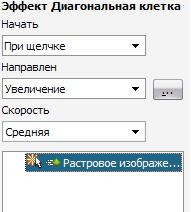 Эффект Диагональная клетка
Начать
При щелчке
Направлен
Увеличение
...
Скорость
Средняя
Растровое изображе...